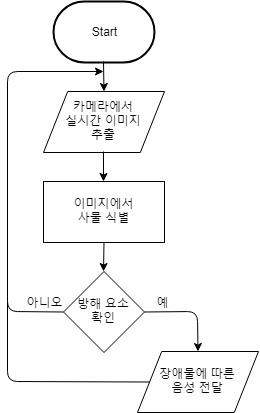 Start
카메라에서
실시간 이미지
추출
이미지에서
사물 식별
방해 요소
확인
아니오
예
장애물에 따른
음성 전달